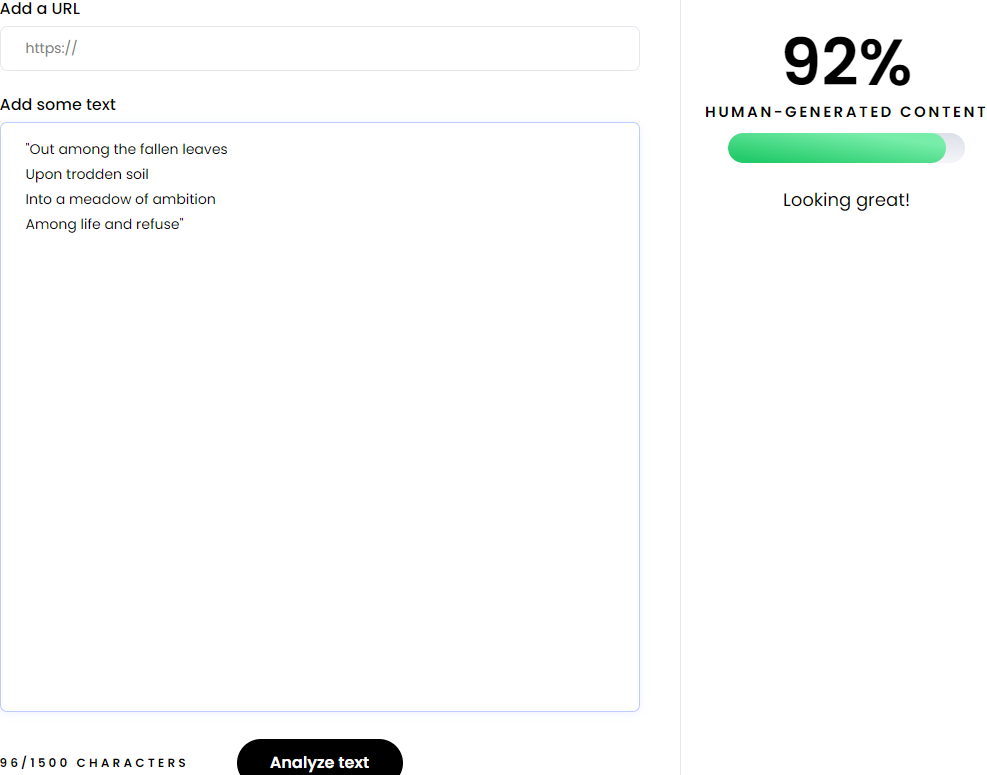 Add a URL
https://
Add some text
"Out among the fallen leaves
Upon trodden soil
Into a meadow of ambition
Among life and refuse"
96/1500 CHARACTERS
Analyze text
92%
HUMAN-GENERATED CONTENT
Looking great!